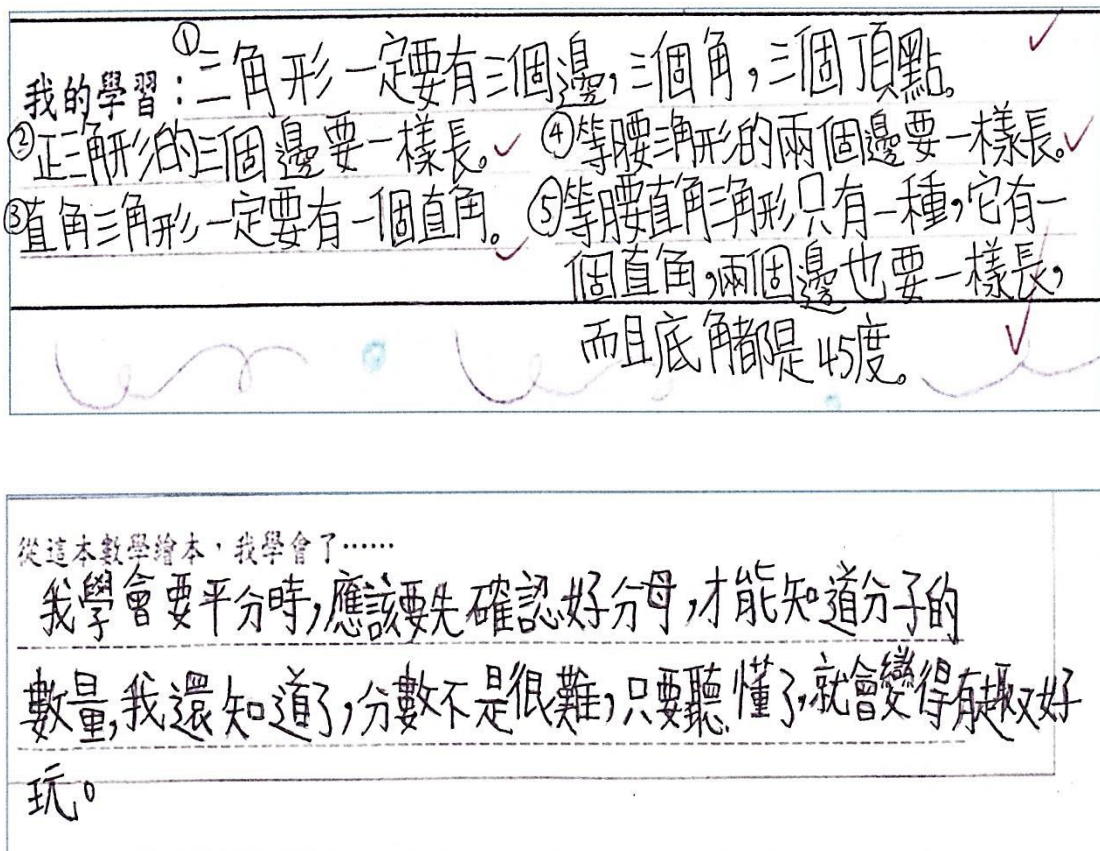 ①三角形一定要有三個邊,三個角,三個頂點。
我的學習:
②正三角形的三個邊要一樣長。
③直角三角形一定要有一個直角。
④等腰三角形的兩個邊要一樣長。
⑤等腰直角三角形只有一種,它有一
個直角,兩個邊也要一樣長,
而且底角都是45度。
從這本數學繪本,我學會了……
我學會要平分時,應該要先確認好分母,才能知道分子的
數量,我還知道了,分數不是很難,只要聽懂了,就會變得有趣又好
玩。